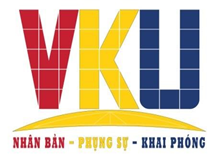 VKU
NHÂN BẢN - PHỤNG SỰ - KHAI PHÓNG